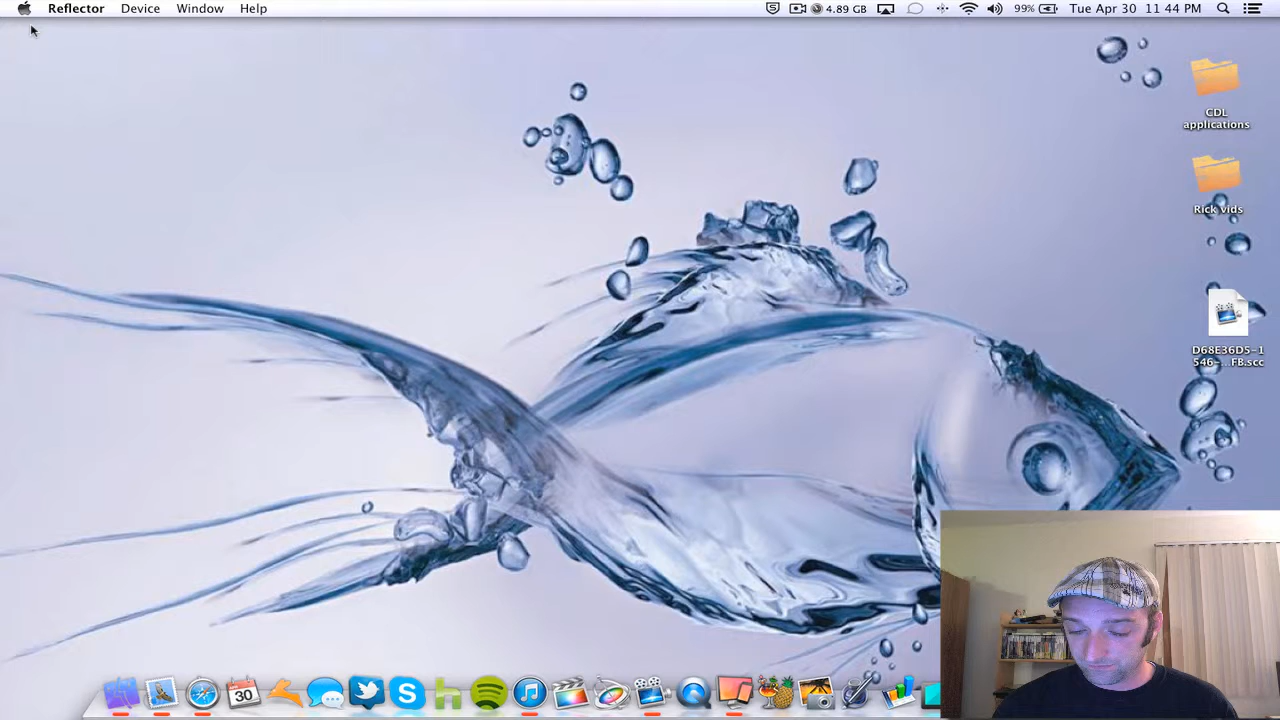 Reflector Device Window Help 4.89 GB 99% Tue Apr 30 11:44 PM
CDL
applications
Rick vids
D68E36D5-1
546-...FB.scc
30